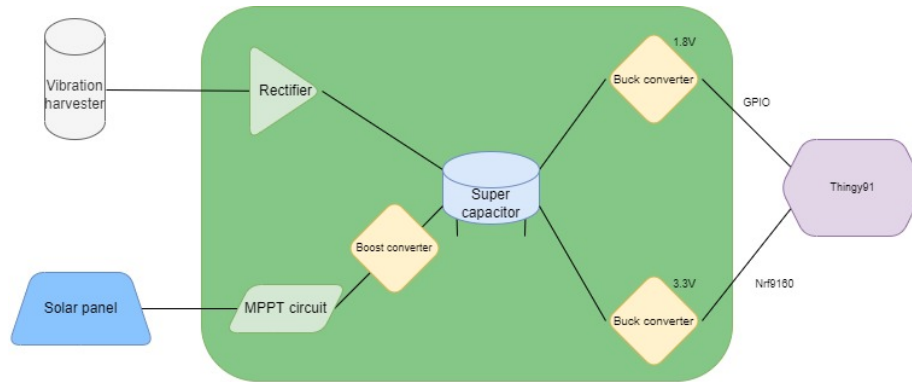 Vibration
harvester
Rectifier
1.8V
Buck converter
GPIO
Super
capacitor
Thingy91
Boost converter
Solar panel
MPPT circuit
3.3V
Buck converter
Nrf9160